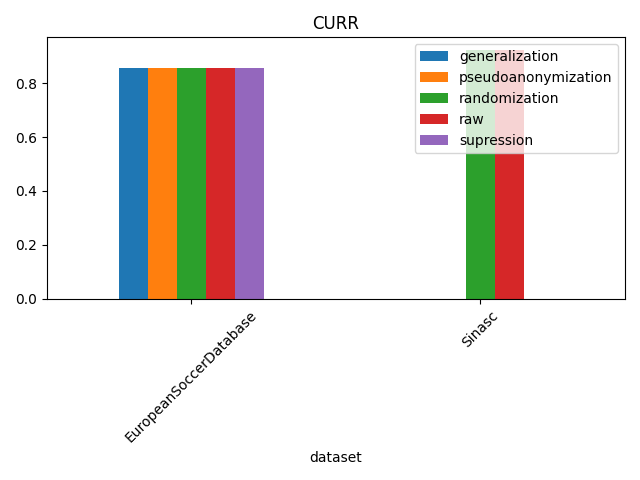 CURR
generalization
pseudoanonymization
randomization
raw
supression
0.8
0.6
0.4
0.2
0.0
EuropeanSoccerDatabase
Sinasc
dataset